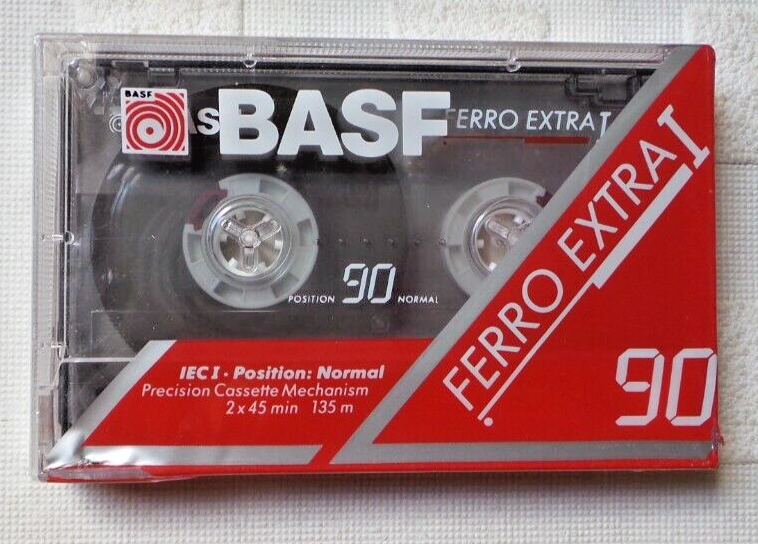 BASF
BASF
FERRO EXTRA I
POSITION 90 NORMAL
FERRO EXTRA I
IEC I · Position: Normal
Precision Cassette Mechanism
2 x 45 min 135 m
90